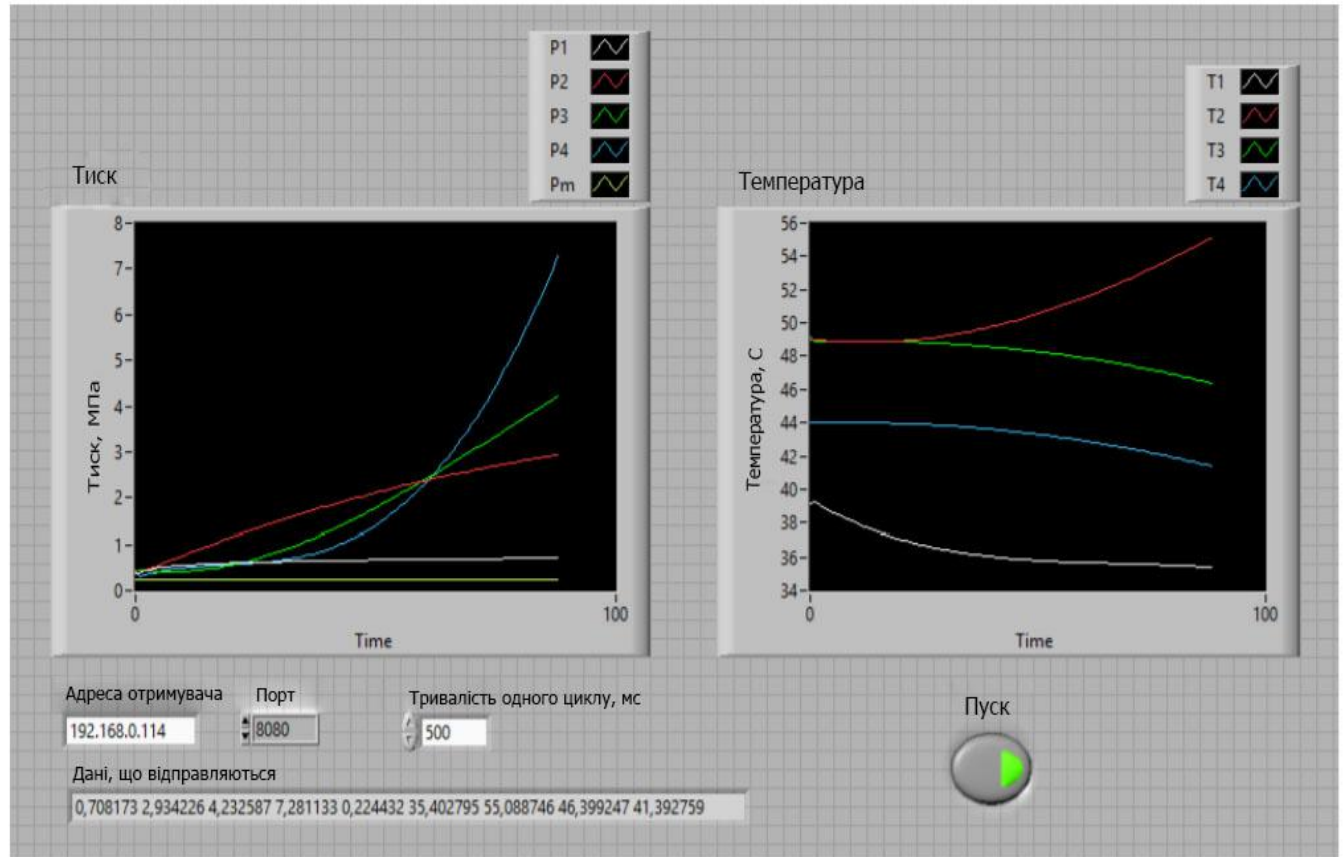 P1
P2
P3
P4
Pm
Тиск
8
7
6
5
4
3
2
1
0
Тиск, МПа
0 100
Time
T1
T2
T3
T4
Температура
56
54
52
50
48
46
44
42
40
38
36
34
Температура, С
0 100
Time
Адреса отримувача
192.168.0.114
Порт
8080
Тривалість одного циклу, мс
500
Пуск
Дані, що відправляються
0,708173 2,934226 4,232587 7,281133 0,224432 35,402795 55,088746 46,399247 41,392759